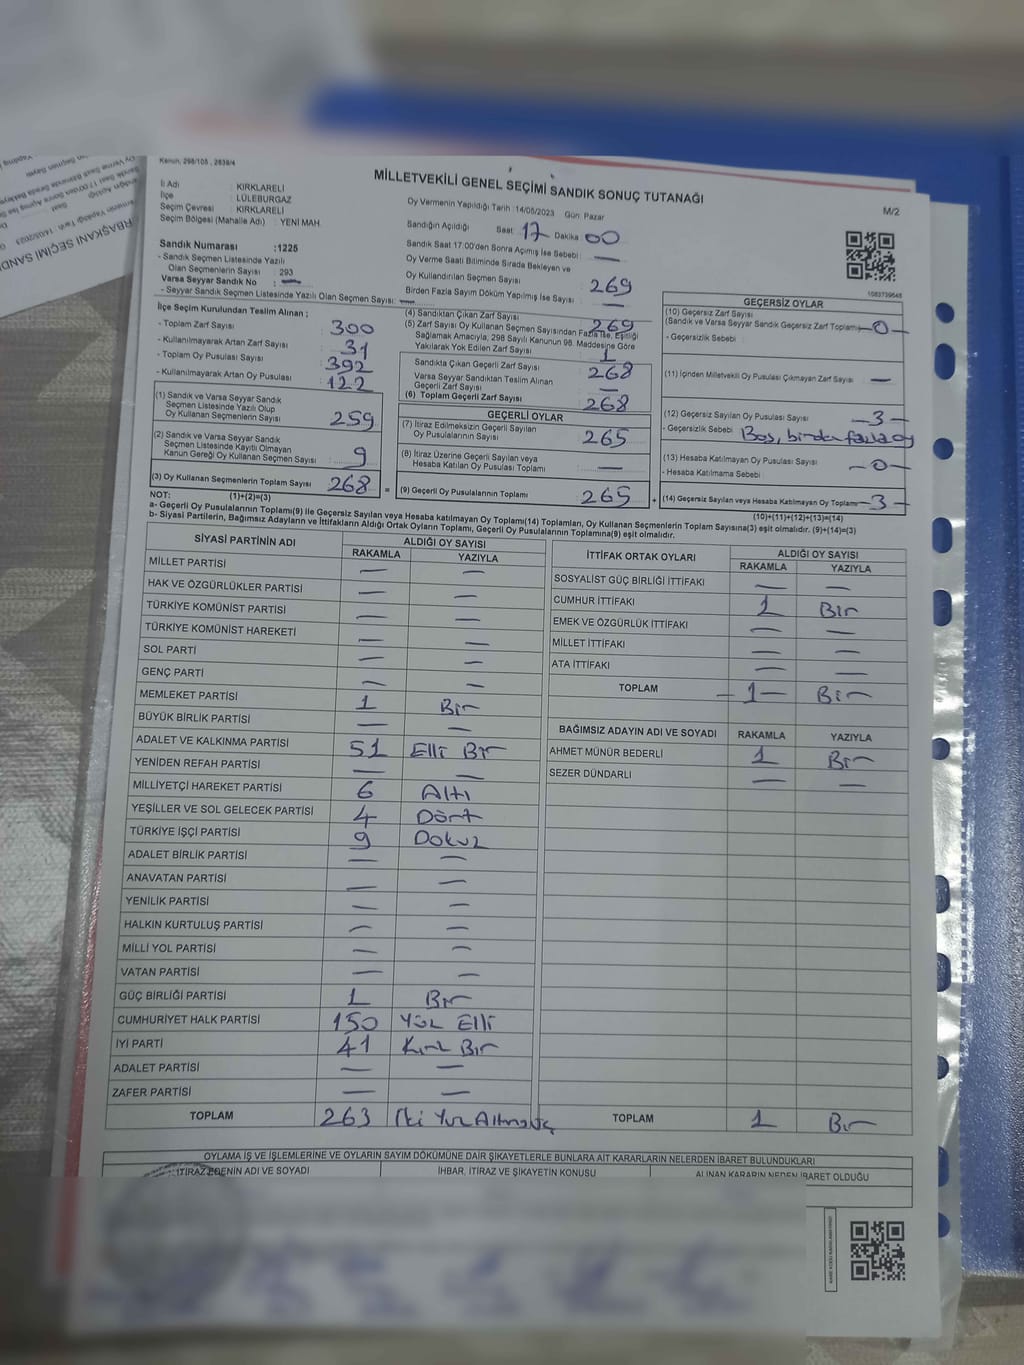 Kanun, 298/105, 2839/4
MİLLETVEKİLİ GENEL SEÇİMİ SANDIK SONUÇ TUTANAĞI
M/2
İl Adı : KIRKLARELİ
İlçe : LÜLEBURGAZ
Seçim Çevresi : KIRKLARELİ
Seçim Bölgesi (Mahalle Adı) : YENİ MAH.
Sandık Numarası :1225
- Sandık Seçmen Listesinde Yazılı
Olan Seçmenlerin Sayısı : 293
Varsa Seyyar Sandık No : —
- Seyyar Sandık Seçmen Listesinde Yazılı Olan Seçmen Sayısı: —
Oy Vermenin Yapıldığı Tarih :14/05/2023 Gün: Pazar
Sandığın Açıldığı Saat 17 Dakika 00
Sandık Saat 17:00'den Sonra Açımış İse Sebebi: —
Oy Verme Saati Bitiminde Sırada Bekleyen ve
Oy Kullandırılan Seçmen Sayısı : 269
Birden Fazla Sayım Döküm Yapılmış İse Sayısı : —
İlçe Seçim Kurulundan Teslim Alınan ;
- Toplam Zarf Sayısı : 300
- Kullanılmayarak Artan Zarf Sayısı : 31
- Toplam Oy Pusulası Sayısı : 392
- Kullanılmayarak Artan Oy Pusulası : 122
(1) Sandık ve Varsa Seyyar Sandık
Seçmen Listesinde Yazılı Olup
Oy Kullanan Seçmenlerin Sayısı 259
(2) Sandık ve Varsa Seyyar Sandık
Seçmen Listesinde Kayıtlı Olmayan
Kanun Gereği Oy Kullanan Seçmen Sayısı 9
(3) Oy Kullanan Seçmenlerin Toplam Sayısı 268
(1)+(2)=(3)
(4) Sandıktan Çıkan Zarf Sayısı 269
(5) Zarf Sayısı Oy Kullanan Seçmen Sayısından Fazla İse, Eşitliği
Sağlamak Amacıyla, 298 Sayılı Kanunun 98. Maddesine Göre
Yakılarak Yok Edilen Zarf Sayısı 1
Sandıkta Çıkan Geçerli Zarf Sayısı 268
Varsa Seyyar Sandıktan Teslim Alınan
Geçerli Zarf Sayısı —
(6) Toplam Geçerli Zarf Sayısı 268
GEÇERLİ OYLAR
(7) İtiraz Edilmeksizin Geçerli Sayılan
Oy Pusulalarının Sayısı 265
(8) İtiraz Üzerine Geçerli Sayılan veya
Hesaba Katılan Oy Pusulası Toplamı —
= (9) Geçerli Oy Pusulalarının Toplamı 265 +
1083739648
GEÇERSİZ OYLAR
(10) Geçersiz Zarf Sayısı
(Sandık ve Varsa Seyyar Sandık Geçersiz Zarf Toplamı) —0—
- Geçersizlik Sebebi :
(11) İçinden Milletvekili Oy Pusulası Çıkmayan Zarf Sayısı : —
(12) Geçersiz Sayılan Oy Pusulası Sayısı : —3—
- Geçersizlik Sebebi : Boş, birden fazla oy
(13) Hesaba Katılmayan Oy Pusulası Sayısı : —0—
- Hesaba Katılmama Sebebi :
(14) Geçersiz Sayılan veya Hesaba Katılmayan Oy Toplamı —3—
(10)+(11)+(12)+(13)=(14)
NOT:
a- Geçerli Oy Pusulalarının Toplamı(9) ile Geçersiz Sayılan veya Hesaba katılmayan Oy Toplamı(14) Toplamları, Oy Kullanan Seçmenlerin Toplam Sayısına(3) eşit olmalıdır. (9)+(14)=(3)
b- Siyasi Partilerin, Bağımsız Adayların ve İttifakların Aldığı Ortak Oyların Toplamı, Geçerli Oy Pusulalarının Toplamına(9) eşit olmalıdır.
SİYASİ PARTİNİN ADI ALDIĞI OY SAYISI
RAKAMLA YAZIYLA
MİLLET PARTİSİ — —
HAK VE ÖZGÜRLÜKLER PARTİSİ — —
TÜRKİYE KOMÜNİST PARTİSİ — —
TÜRKİYE KOMÜNİST HAREKETİ — —
SOL PARTİ — —
GENÇ PARTİ — —
MEMLEKET PARTİSİ 1 Bir
BÜYÜK BİRLİK PARTİSİ — —
ADALET VE KALKINMA PARTİSİ 51 Elli Bir
YENİDEN REFAH PARTİSİ — —
MİLLİYETÇİ HAREKET PARTİSİ 6 Altı
YEŞİLLER VE SOL GELECEK PARTİSİ 4 Dört
TÜRKİYE İŞÇİ PARTİSİ 9 Dokuz
ADALET BİRLİK PARTİSİ — —
ANAVATAN PARTİSİ — —
YENİLİK PARTİSİ — —
HALKIN KURTULUŞ PARTİSİ — —
MİLLİ YOL PARTİSİ — —
VATAN PARTİSİ — —
GÜÇ BİRLİĞİ PARTİSİ 1 Bir
CUMHURİYET HALK PARTİSİ 150 Yüz Elli
İYİ PARTİ 41 Kırk Bir
ADALET PARTİSİ — —
ZAFER PARTİSİ — —
TOPLAM 263 İki Yüz Altmış Üç
İTTİFAK ORTAK OYLARI ALDIĞI OY SAYISI
RAKAMLA YAZIYLA
SOSYALİST GÜÇ BİRLİĞİ İTTİFAKI — —
CUMHUR İTTİFAKI 1 Bir
EMEK VE ÖZGÜRLÜK İTTİFAKI — —
MİLLET İTTİFAKI — —
ATA İTTİFAKI — —
TOPLAM —1— Bir
BAĞIMSIZ ADAYIN ADI VE SOYADI RAKAMLA YAZIYLA
AHMET MÜNÜR BEDERLİ 1 Bir
SEZER DÜNDARLI — —
TOPLAM 1 Bir
OYLAMA İŞ VE İŞLEMLERİNE VE OYLARIN SAYIM DÖKÜMÜNE DAİR ŞİKAYETLERLE BUNLARA AİT KARARLARIN NELERDEN İBARET BULUNDUKLARI
İTİRAZ EDENİN ADI VE SOYADI İHBAR, İTİRAZ VE ŞİKAYETİN KONUSU ALINAN KARARIN NEDEN İBARET OLDUĞU